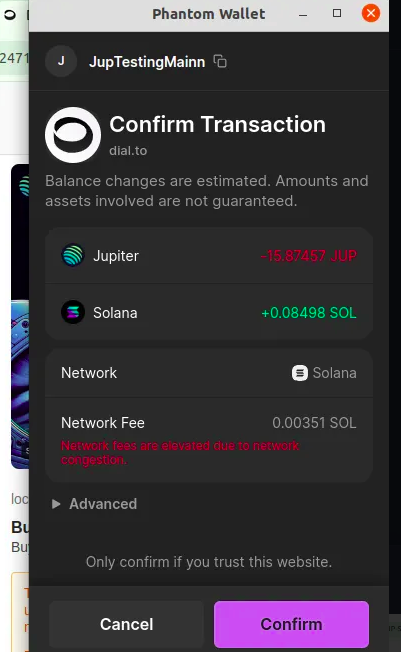 Phantom Wallet
2471
J JupTestingMainn
Confirm Transaction
dial.to
Balance changes are estimated. Amounts and
assets involved are not guaranteed.
Jupiter -15.87457 JUP
Solana +0.08498 SOL
Network Solana
Network Fee 0.00351 SOL
Network fees are elevated due to network
congestion.
Advanced
loc
Bu
Bu
Only confirm if you trust this website.
Cancel Confirm